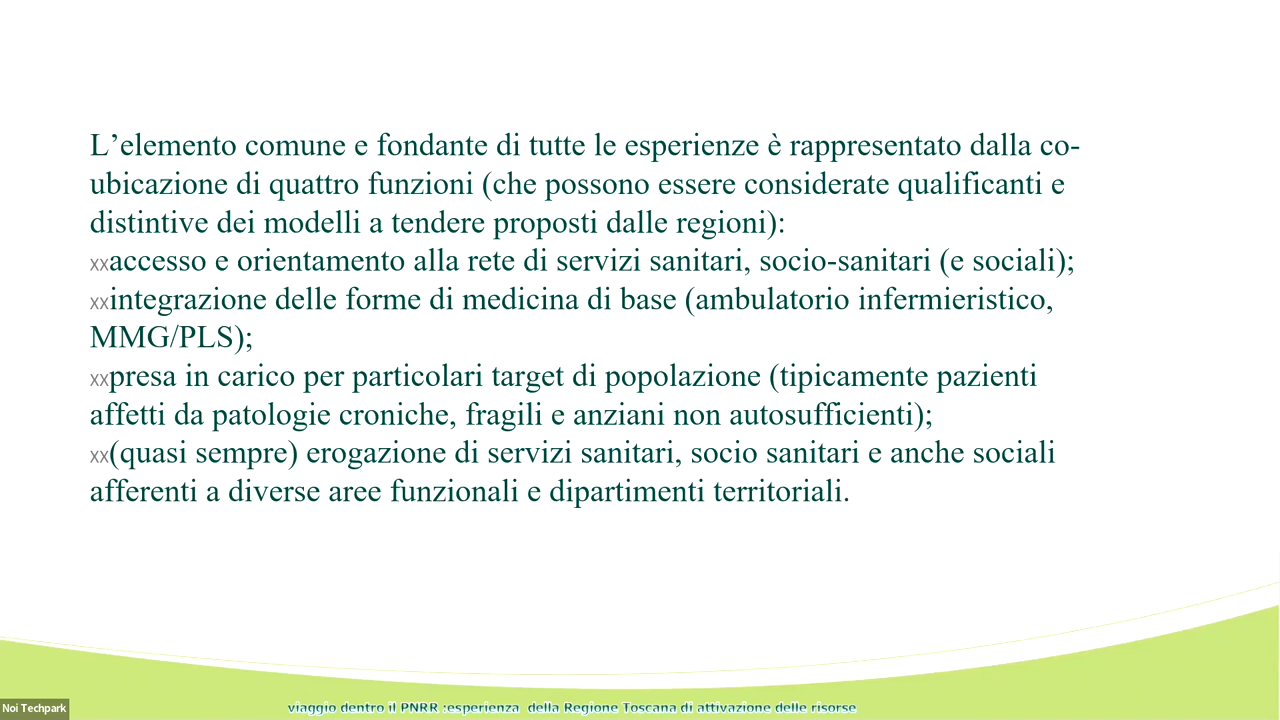 L’elemento comune e fondante di tutte le esperienze è rappresentato dalla co-
ubicazione di quattro funzioni (che possono essere considerate qualificanti e
distintive dei modelli a tendere proposti dalle regioni):
xxaccesso e orientamento alla rete di servizi sanitari, socio-sanitari (e sociali);
xxintegrazione delle forme di medicina di base (ambulatorio infermieristico,
MMG/PLS);
xxpresa in carico per particolari target di popolazione (tipicamente pazienti
affetti da patologie croniche, fragili e anziani non autosufficienti);
xx(quasi sempre) erogazione di servizi sanitari, socio sanitari e anche sociali
afferenti a diverse aree funzionali e dipartimenti territoriali.
Noi Techpark
viaggio dentro il PNRR :esperienza della Regione Toscana di attivazione delle risorse